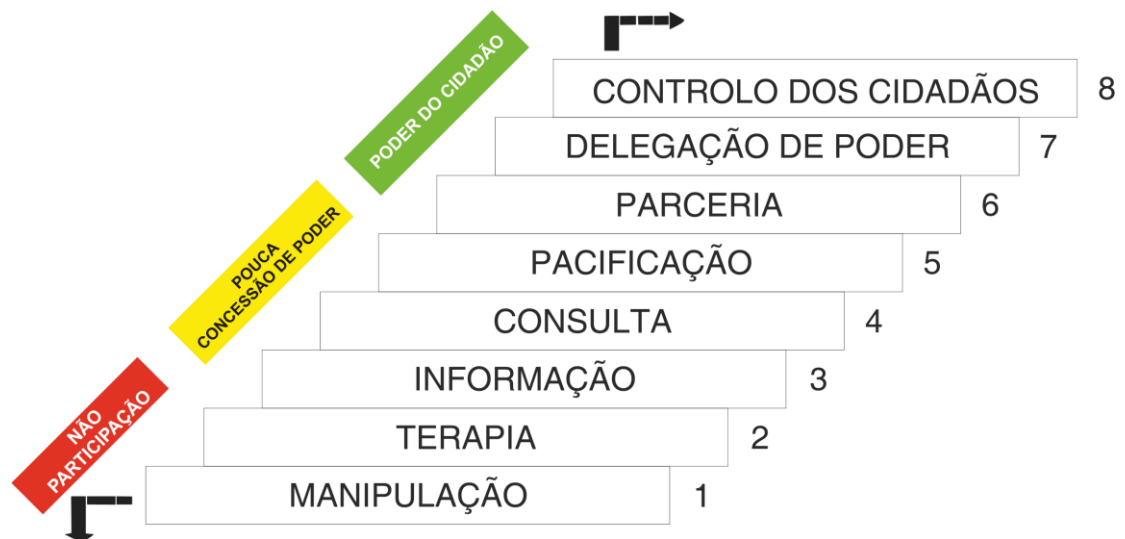 PODER DO CIDADÃO
CONTROLO DOS CIDADÃOS 8
DELEGAÇÃO DE PODER 7
PARCERIA 6
POUCA
CONCESSÃO DE PODER
PACIFICAÇÃO 5
CONSULTA 4
INFORMAÇÃO 3
NÃO
PARTICIPAÇÃO
TERAPIA 2
MANIPULAÇÃO 1